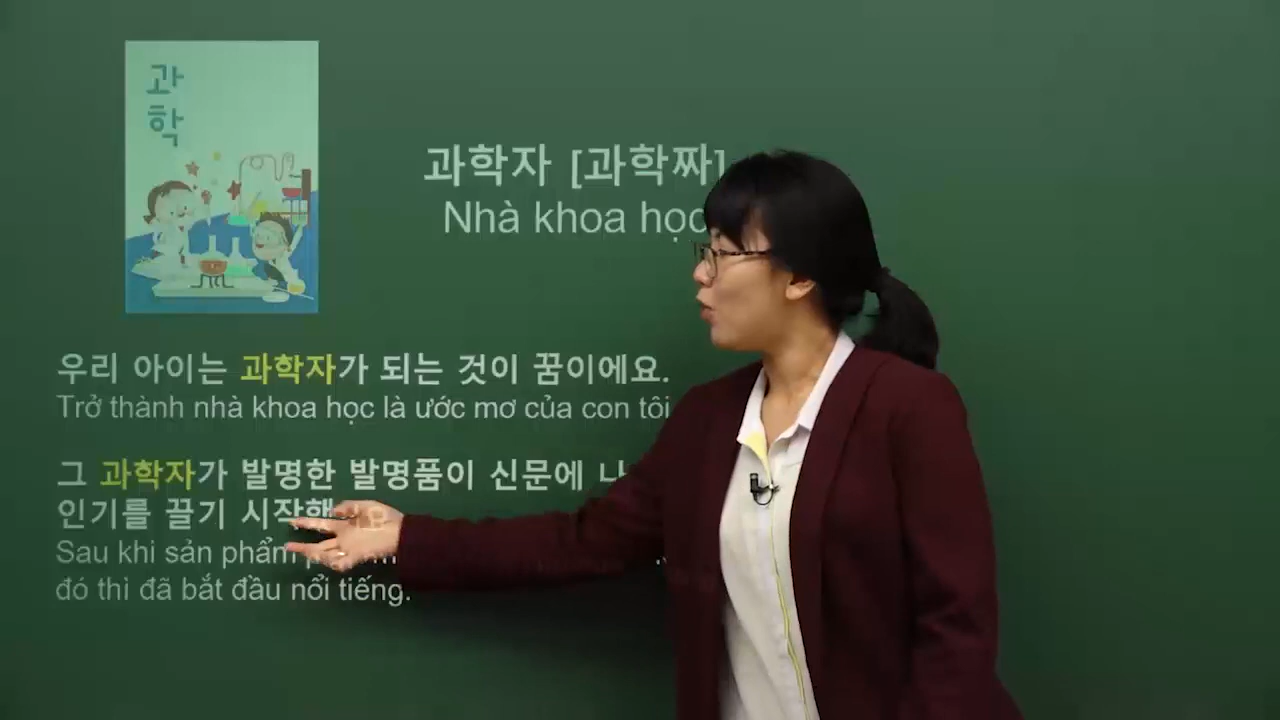 과
학
과학자 [과학짜]
Nhà khoa học
우리 아이는 과학자가 되는 것이 꿈이에요.
Trở thành nhà khoa học là ước mơ của con tôi
그 과학자가 발명한 발명품이 신문에
인기를 끌기
Sau khi sản phẩm
đó thì đã bắt đầu nổi tiếng.